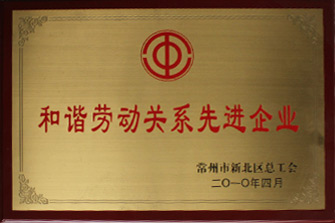 和谐劳动关系先进企业
常州市新北区总工会
二〇一〇年四月